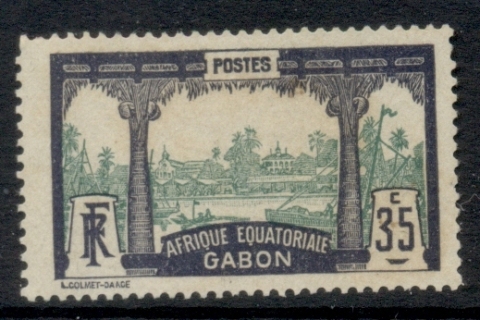 POSTES
C
RF
35
AFRIQUE EQUATORIALE
GABON
L.COLMET-DAAGE